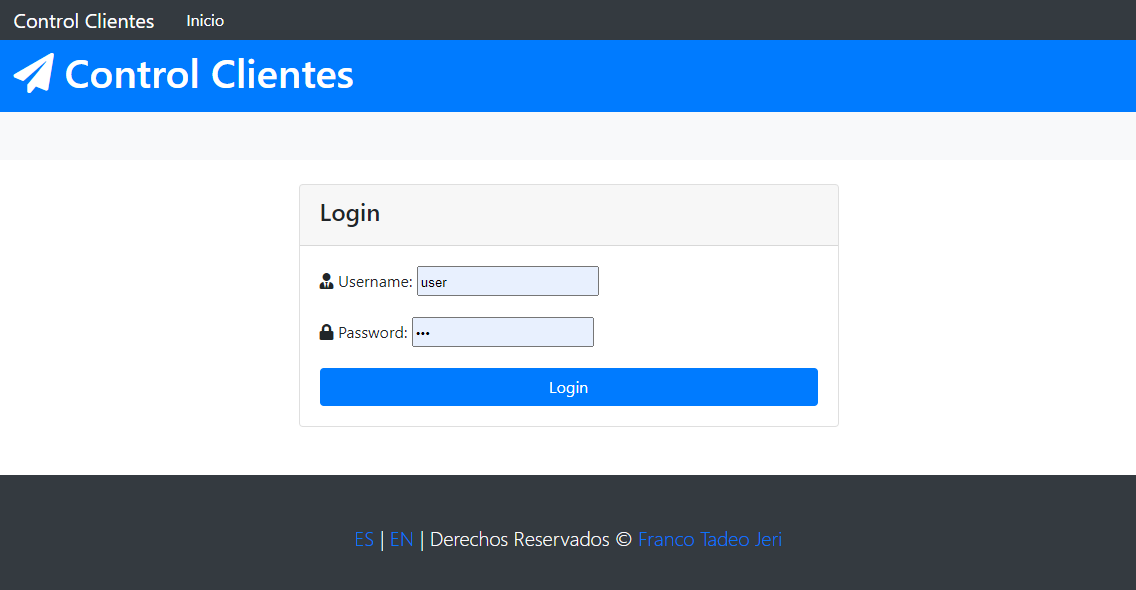 Control Clientes Inicio
Control Clientes
Login
Username: user
Password: •••
Login
ES | EN | Derechos Reservados © Franco Tadeo Jeri